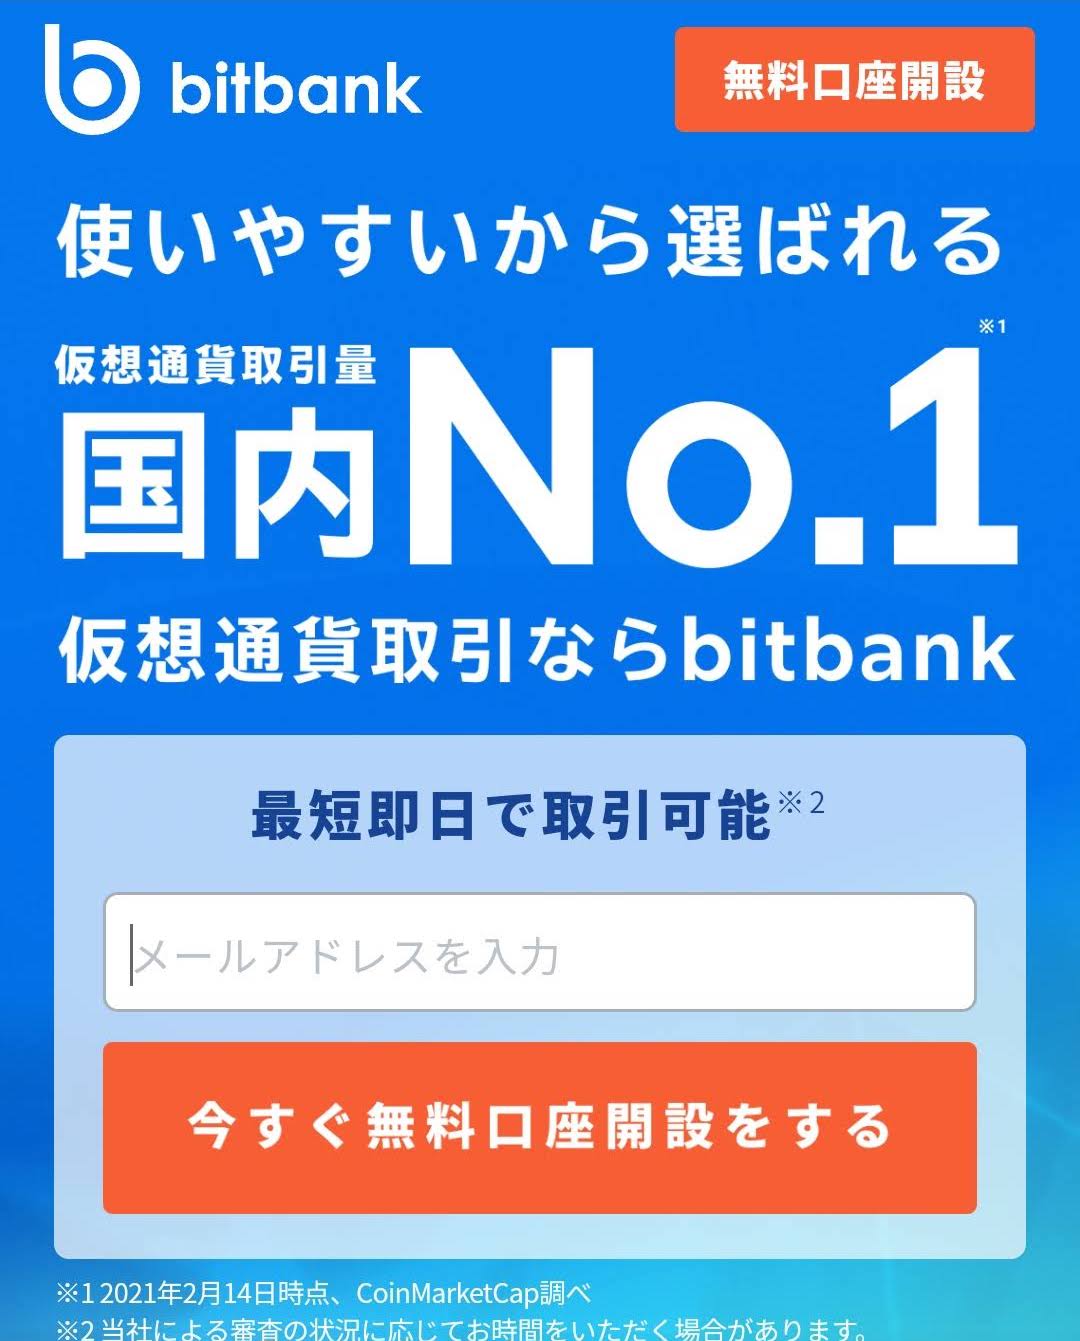 bitbank
無料口座開設
使いやすいから選ばれる
仮想通貨取引量
国内No.1
※1
仮想通貨取引ならbitbank
最短即日で取引可能※2
メールアドレスを入力
今すぐ無料口座開設をする
※1 2021年2月14日時点、CoinMarketCap調べ
※2 当社による審査の状況に応じてお時間をいただく場合があります。